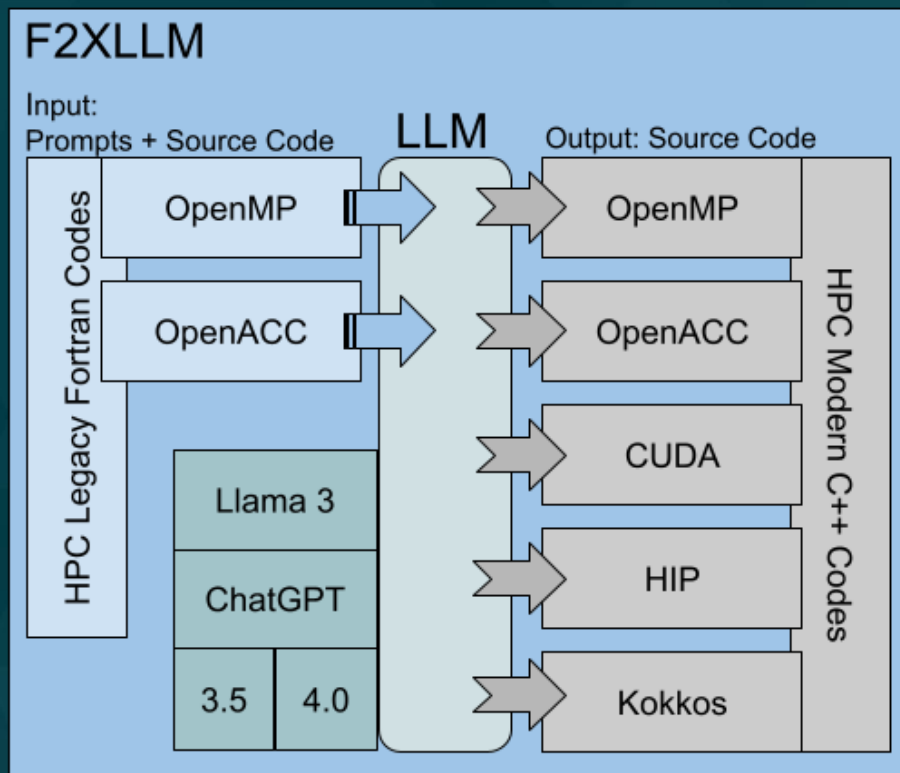 F2XLLM
Input:
Prompts + Source Code
LLM
Output: Source Code
HPC Legacy Fortran Codes
OpenMP
OpenACC
Llama 3
ChatGPT
3.5
4.0
OpenMP
OpenACC
CUDA
HIP
Kokkos
HPC Modern C++ Codes